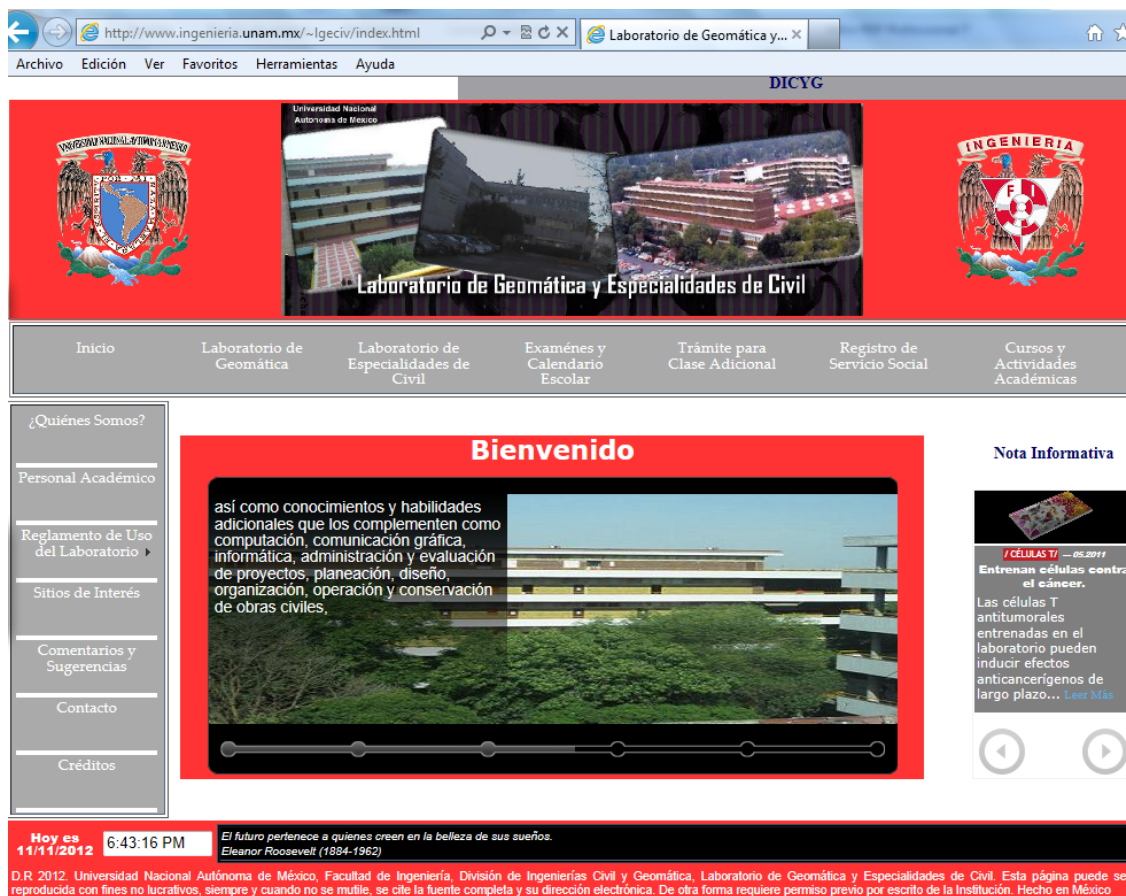 http://www.ingenieria.unam.mx/~lgeciv/index.html
Laboratorio de Geomática y...
Archivo Edición Ver Favoritos Herramientas Ayuda
DICYG
Universidad Nacional
Autonoma de Mexico
UNIVERSIDAD NACIONAL AUTONOMA DE MEXICO
INGENIERIA
Laboratorio de Geomática y Especialidades de Civil
Inicio
Laboratorio de
Geomática
Laboratorio de
Especialidades de
Civil
Examénes y
Calendario
Escolar
Trámite para
Clase Adicional
Registro de
Servicio Social
Cursos y
Actividades
Académicas
¿Quiénes Somos?
Personal Académico
Reglamento de Uso
del Laboratorio
Sitios de Interés
Comentarios y
Sugerencias
Contacto
Créditos
Bienvenido
así como conocimientos y habilidades
adicionales que los complementen como
computación, comunicación gráfica,
informática, administración y evaluación
de proyectos, planeación, diseño,
organización, operación y conservación
de obras civiles,
Nota Informativa
/ CÉLULAS T/ — 05.2011
Entrenan células contra
el cáncer.
Las células T
antitumorales
entrenadas en el
laboratorio pueden
inducir efectos
anticancerígenos de
largo plazo... Leer Más
Hoy es
11/11/2012
6:43:16 PM
El futuro pertenece a quienes creen en la belleza de sus sueños.
Eleanor Roosevelt (1884-1962)
D.R 2012. Universidad Nacional Autónoma de México, Facultad de Ingeniería, División de Ingenierías Civil y Geomática, Laboratorio de Geomática y Especialidades de Civil. Esta página puede se
reproducida con fines no lucrativos, siempre y cuando no se mutile, se cite la fuente completa y su dirección electrónica. De otra forma requiere permiso previo por escrito de la Institución. Hecho en México